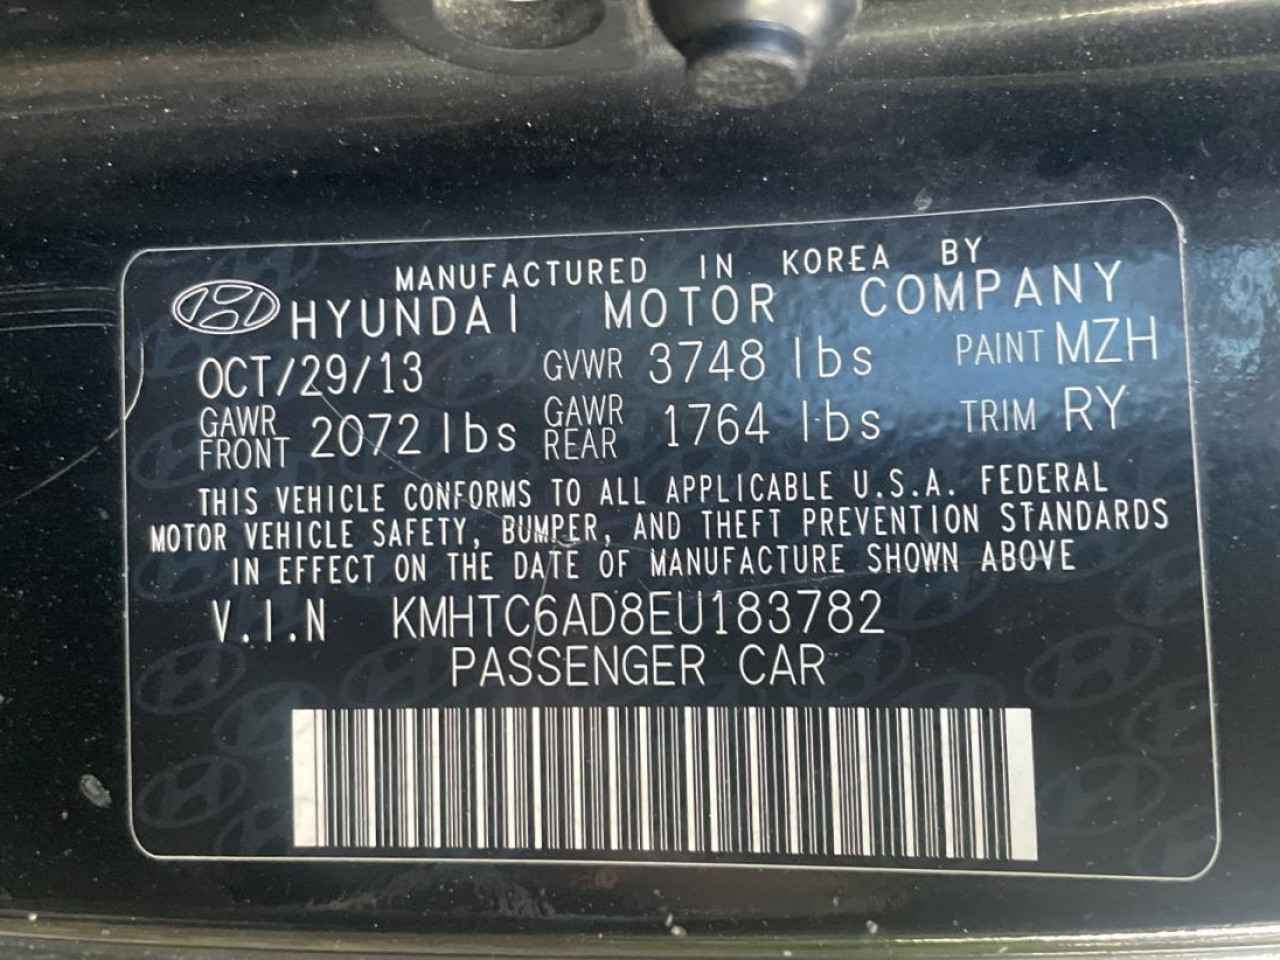 MANUFACTURED IN KOREA BY
HYUNDAI MOTOR COMPANY
OCT/29/13 GVWR 3748 lbs PAINT MZH
GAWR FRONT 2072 lbs GAWR REAR 1764 lbs TRIM RY
THIS VEHICLE CONFORMS TO ALL APPLICABLE U.S.A. FEDERAL
MOTOR VEHICLE SAFETY, BUMPER, AND THEFT PREVENTION STANDARDS
IN EFFECT ON THE DATE OF MANUFACTURE SHOWN ABOVE
V.I.N KMHTC6AD8EU183782
PASSENGER CAR